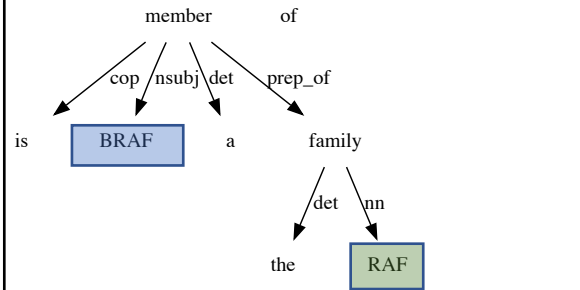 member of
cop nsubj det prep_of
is BRAF a family
det nn
the RAF